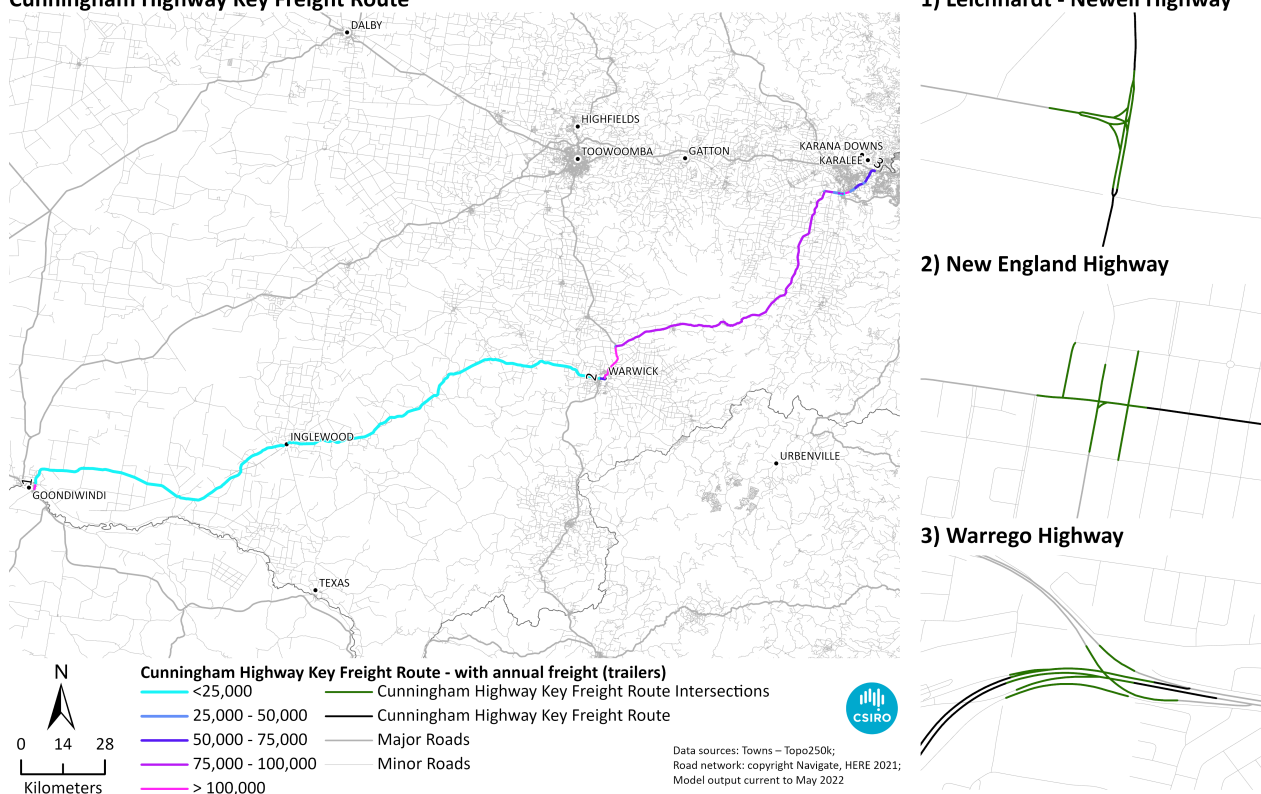 Cunningham Highway Key Freight Route
1) Leichhardt - Newell Highway
DALBY
HIGHFIELDS
TOOWOOMBA
GATTON
KARANA DOWNS
KARALEE
3
2
WARWICK
INGLEWOOD
URBENVILLE
1
GOONDIWINDI
TEXAS
2) New England Highway
3) Warrego Highway
N
0 14 28
Kilometers
Cunningham Highway Key Freight Route - with annual freight (trailers)
<25,000
25,000 - 50,000
50,000 - 75,000
75,000 - 100,000
> 100,000
Cunningham Highway Key Freight Route Intersections
Cunningham Highway Key Freight Route
Major Roads
Minor Roads
CSIRO
Data sources: Towns – Topo250k;
Road network: copyright Navigate, HERE 2021;
Model output current to May 2022